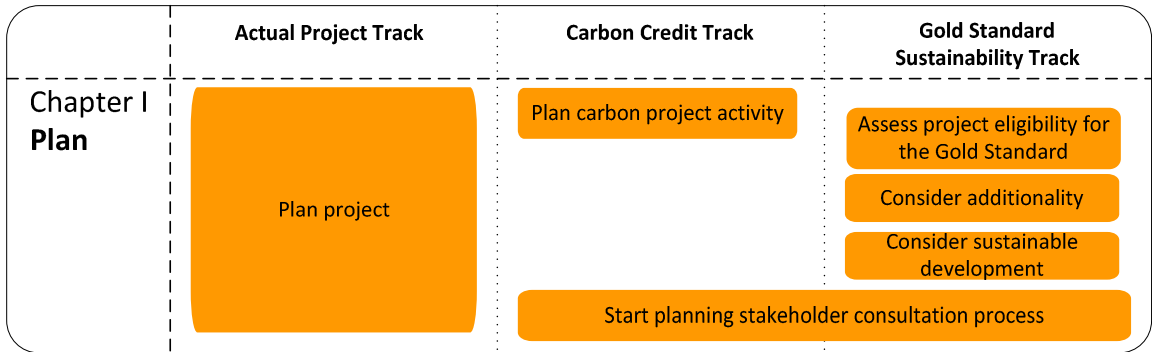 Actual Project Track
Carbon Credit Track
Gold Standard
Sustainability Track
Chapter I
Plan
Plan project
Plan carbon project activity
Assess project eligibility for
the Gold Standard
Consider additionality
Consider sustainable
development
Start planning stakeholder consultation process